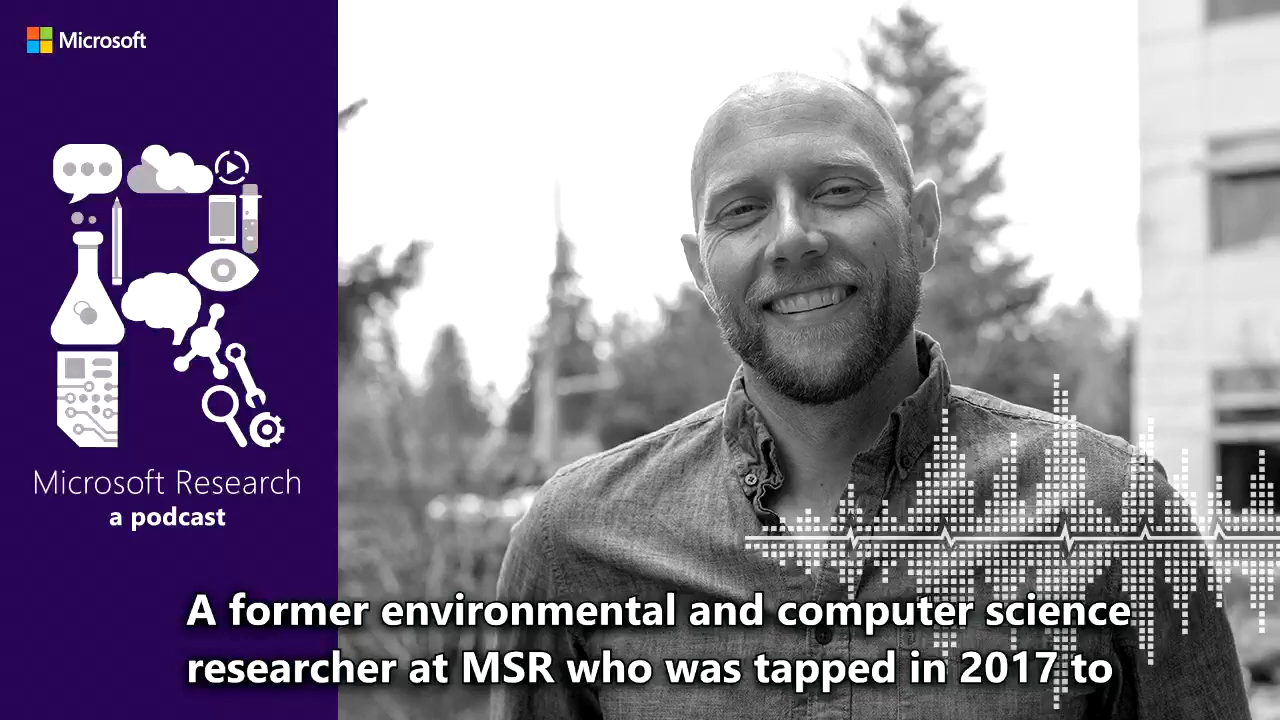 Microsoft
Microsoft Research
a podcast
A former environmental and computer science
researcher at MSR who was tapped in 2017 to